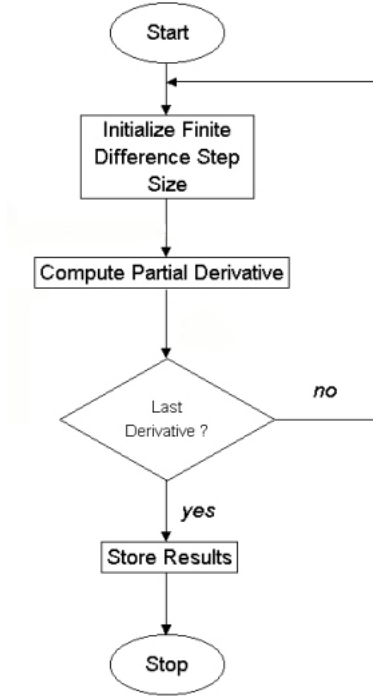 Start
Initialize Finite
Difference Step
Size
Compute Partial Derivative
Last
Derivative ?
no
yes
Store Results
Stop